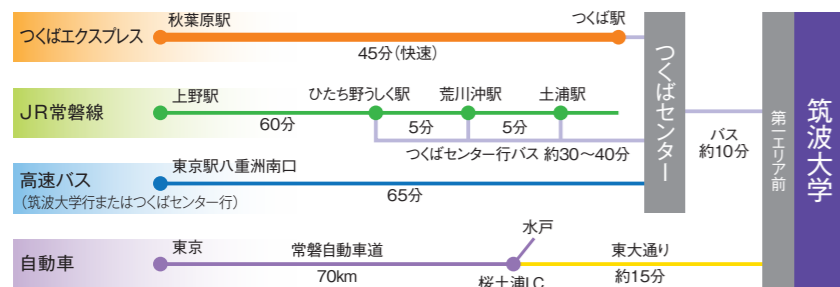 つくばエクスプレス
秋葉原駅
つくば駅
45分(快速)
JR常磐線
上野駅
ひたち野うしく駅
荒川沖駅
土浦駅
60分
5分
5分
つくばセンター行バス 約30〜40分
高速バス
(筑波大学行またはつくばセンター行)
東京駅八重洲南口
65分
自動車
東京
常磐自動車道
70km
水戸
桜土浦I.C
東大通り
約15分
つくばセンター
バス
約10分
第一エリア前
筑波大学